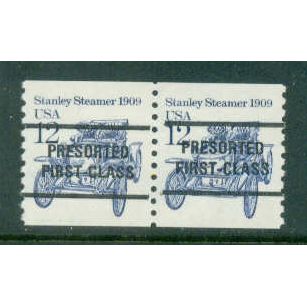 Stanley Steamer 1909
USA
12
PRESORTED
FIRST-CLASS
Stanley Steamer 1909
USA
12
PRESORTED
FIRST-CLASS